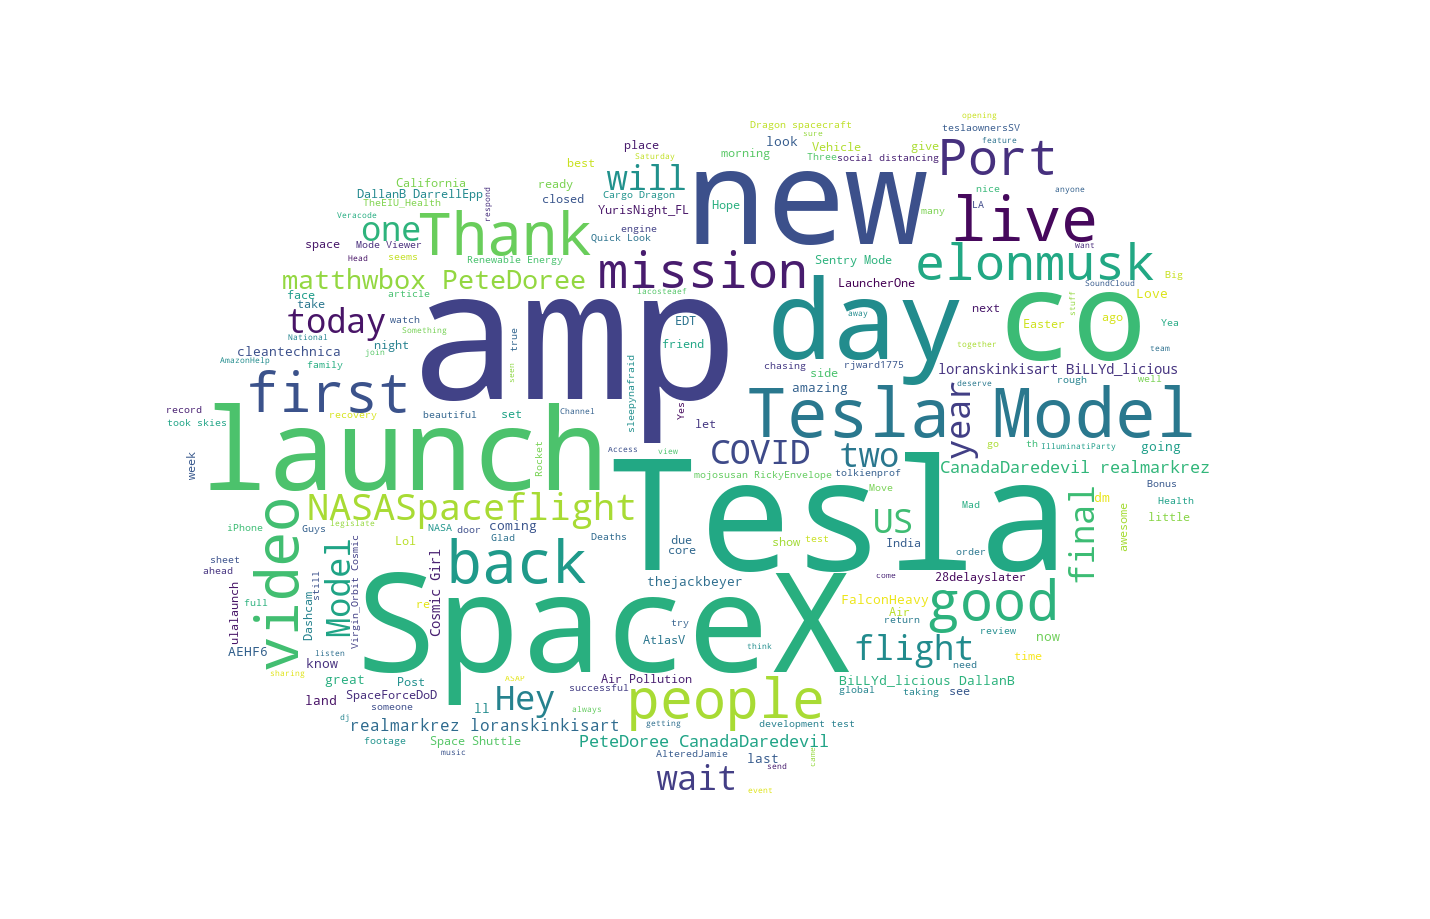 opening
Dragon spacecraft
teslaownersSV
sure
place
look
feature
Saturday
morning
Vehicle
give
Port
best
Three
social distancing
California
ready
will
new
nice
anyone
DallanB DarrellEpp
respond
closed
Cargo Dragon
TheEIU_Health
YurisNight_FL
Hope
many
LA
live
Veracode
one
Thank
engine
Quick Look
space
Mode Viewer
want
Head
seems
Renewable Energy
mission
Sentry Mode
elonmusk
matthwbox PeteDoree
Big
face
article
lacosteaef
LauncherOne
SoundCloud
Love
take
amp
day
co
next
stuff
today
watch
EDT
away
Easter
ago
Yea
National
Something
true
night
friend
together
team
cleantechnica
join
AmazonHelp
family
seen
sleepynafraid
chasing
rjward1775
side
loranskinkisart BiLLYd_licious
first
amazing
deserve
rough
well
record
recovery
beautiful
set
Channel
Yes
Tesla
year
Model
took skies
let
launch
week
Rocket
Access
view
COVID
two
go
th
IlluminatiParty
going
mojosusan RickyEnvelope
tolkienprof
CanadaDaredevil realmarkrez
Tesla
Move
Bonus
video
NASASpaceflight
Mad
final
dm
Health
iPhone
Guys
legislate
NASA
door
coming
US
awesome
little
Lol
Glad
Deaths
due
show
test
India
core
order
sheet
Model
Virgin_Orbit Cosmic
back
ahead
still
Cosmic Girl
thejackbeyer
come
28delayslater
ulalaunch
full
Dashcam
re
SpaceX
FalconHeavy
good
Air
try
return
review
now
AEHF6
listen
AtlasV
think
flight
know
need
time
sharing
great
Post
ASAP
Air Pollution
BiLLYd_licious DallanB
land
SpaceForceDoD
successful
global
taking
see
someone
ll
Hey
always
people
dj
realmarkrez loranskinkisart
getting
development test
footage
Space Shuttle
PeteDoree CanadaDaredevil
music
AlteredJamie
last
came
send
wait
event